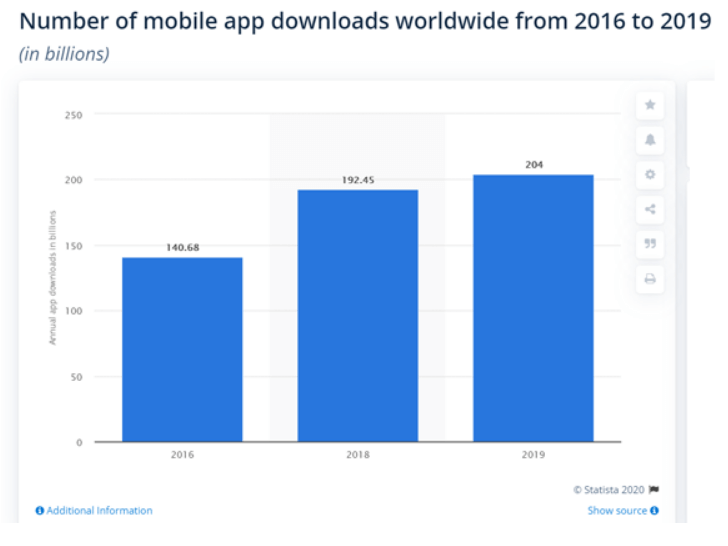 Number of mobile app downloads worldwide from 2016 to 2019
(in billions)
250
200
150
100
50
0
Annual app downloads in billions
140.68
192.45
204
2016
2018
2019
© Statista 2020
Additional Information
Show source